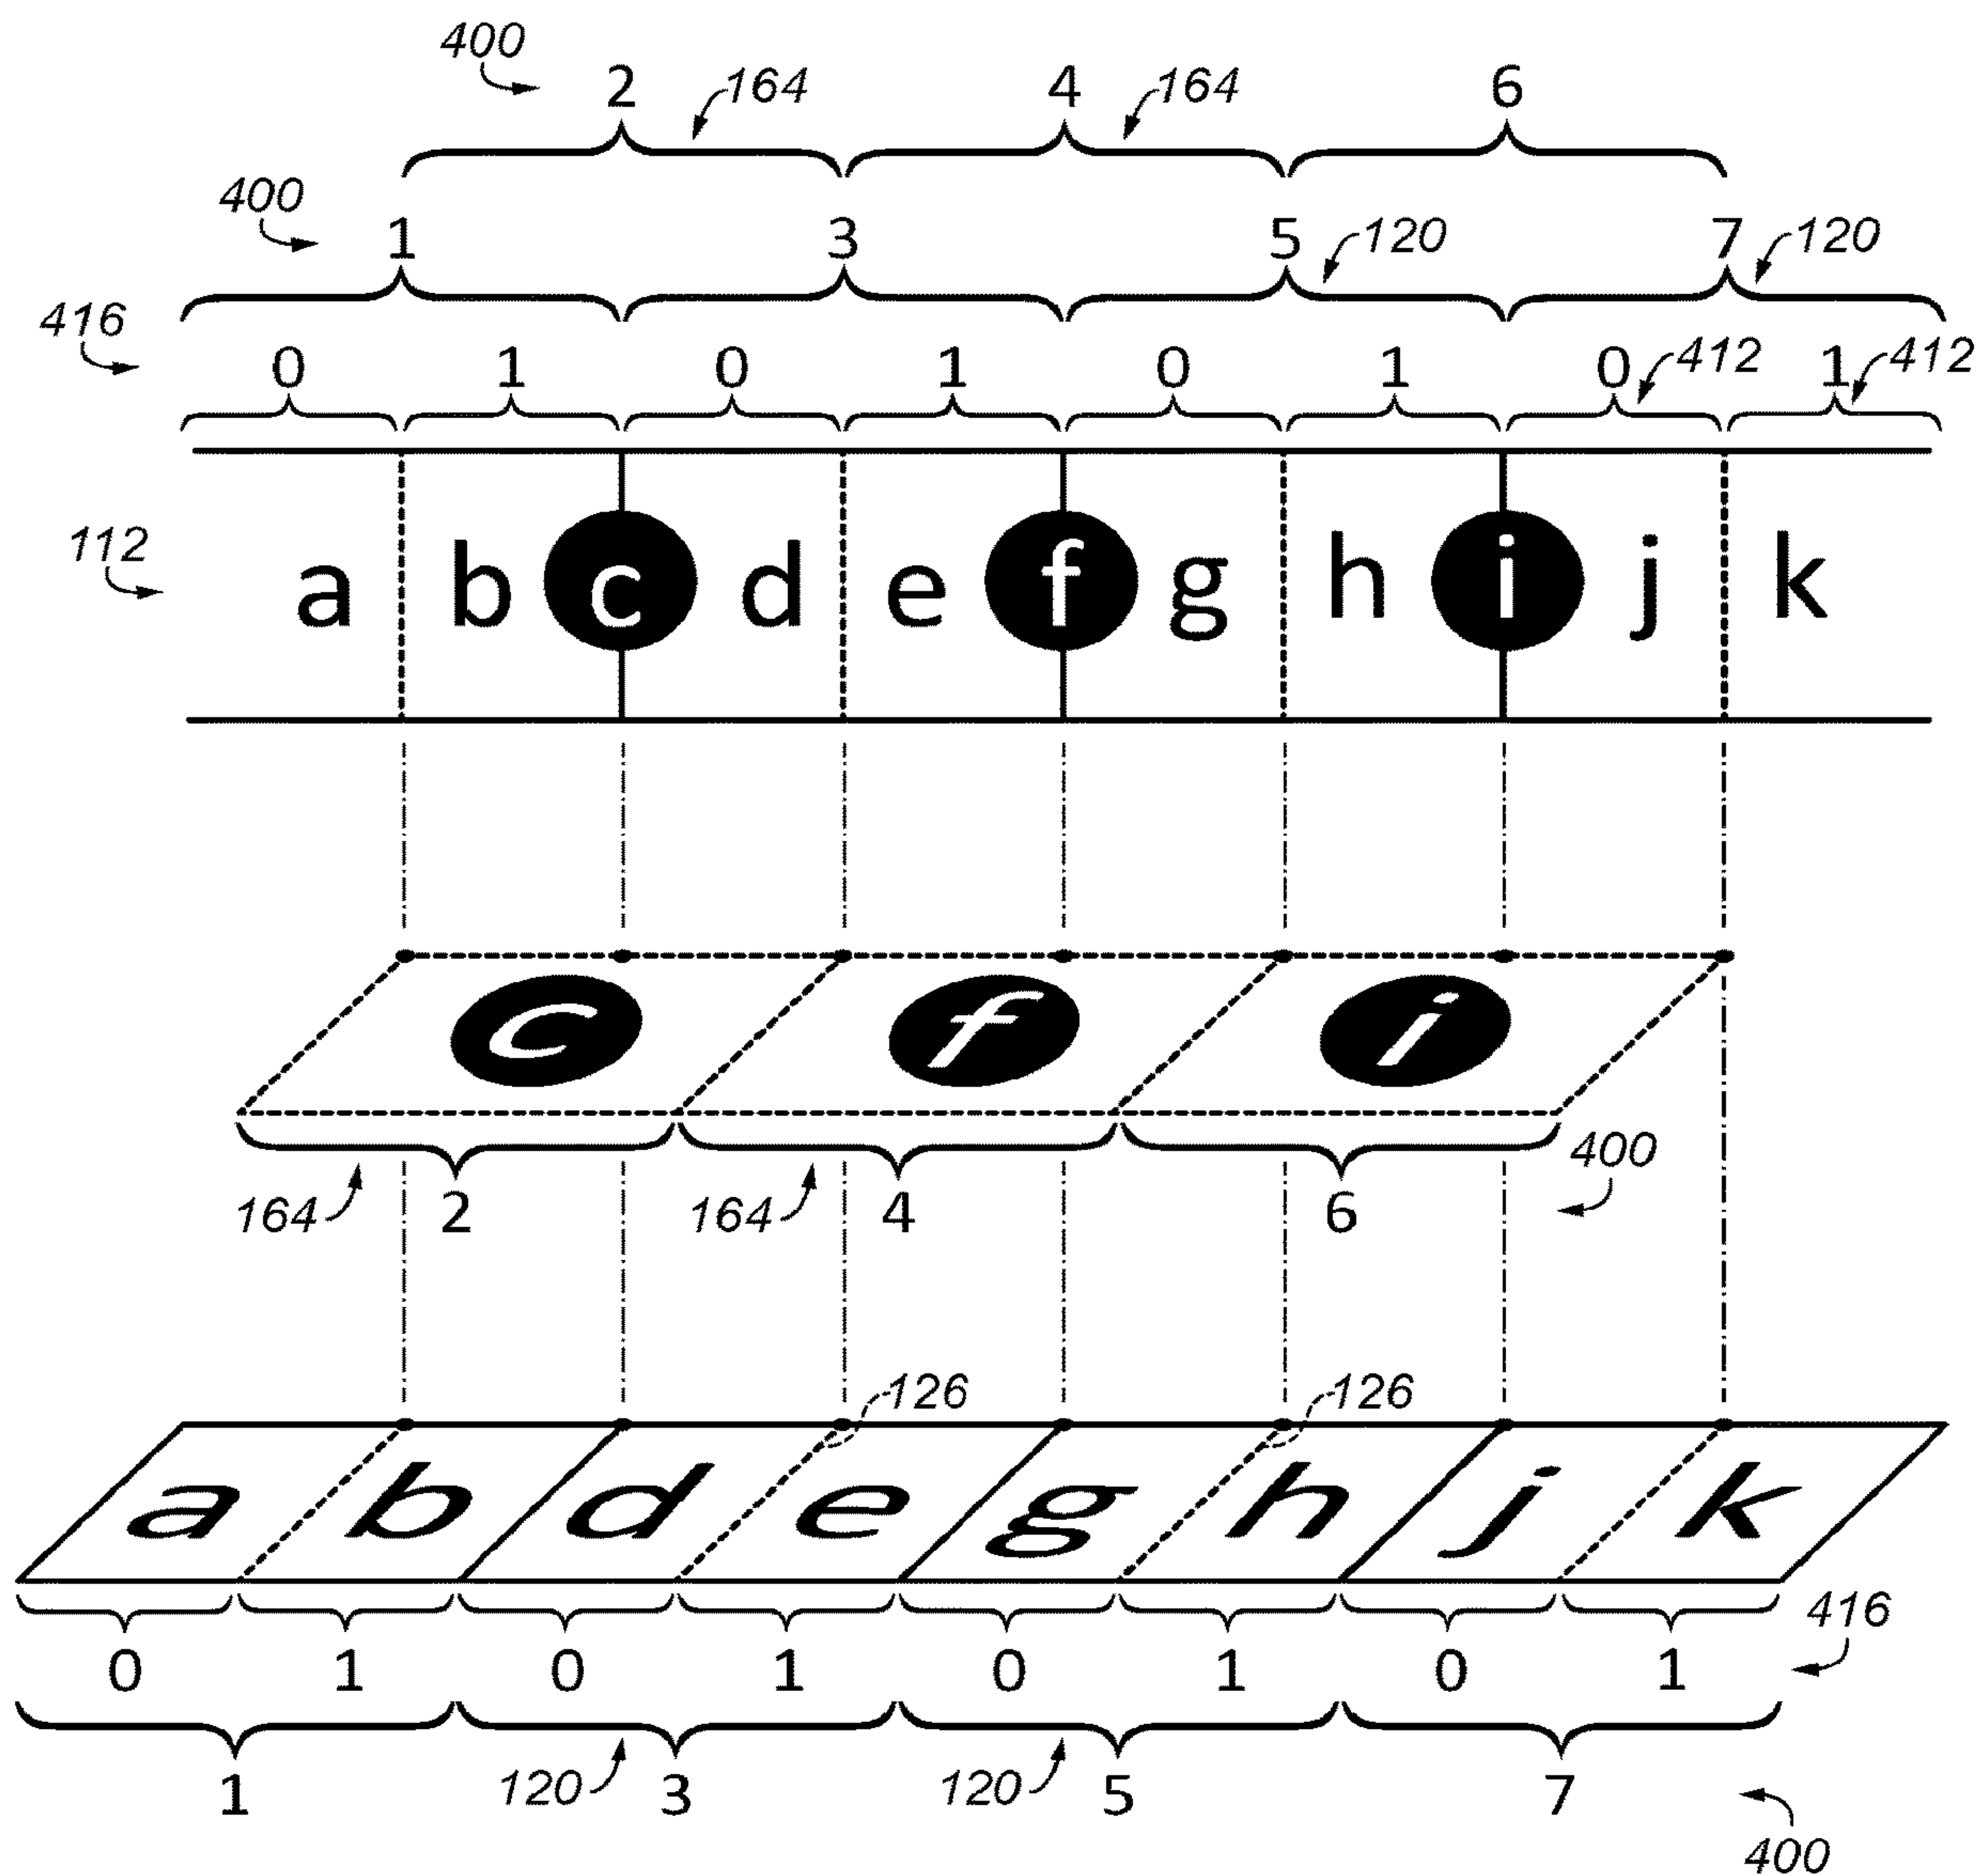 400 2 164 4 164 6
400 1 3 5 120 7 120
416 0 1 0 1 0 1 0 412 1 412
112 a b c d e f g h i j k
c f i
164 2 164 4 6 400
126 126
a b d e g h j k
0 1 0 1 0 1 0 1 416
1 120 3 120 5 7 400